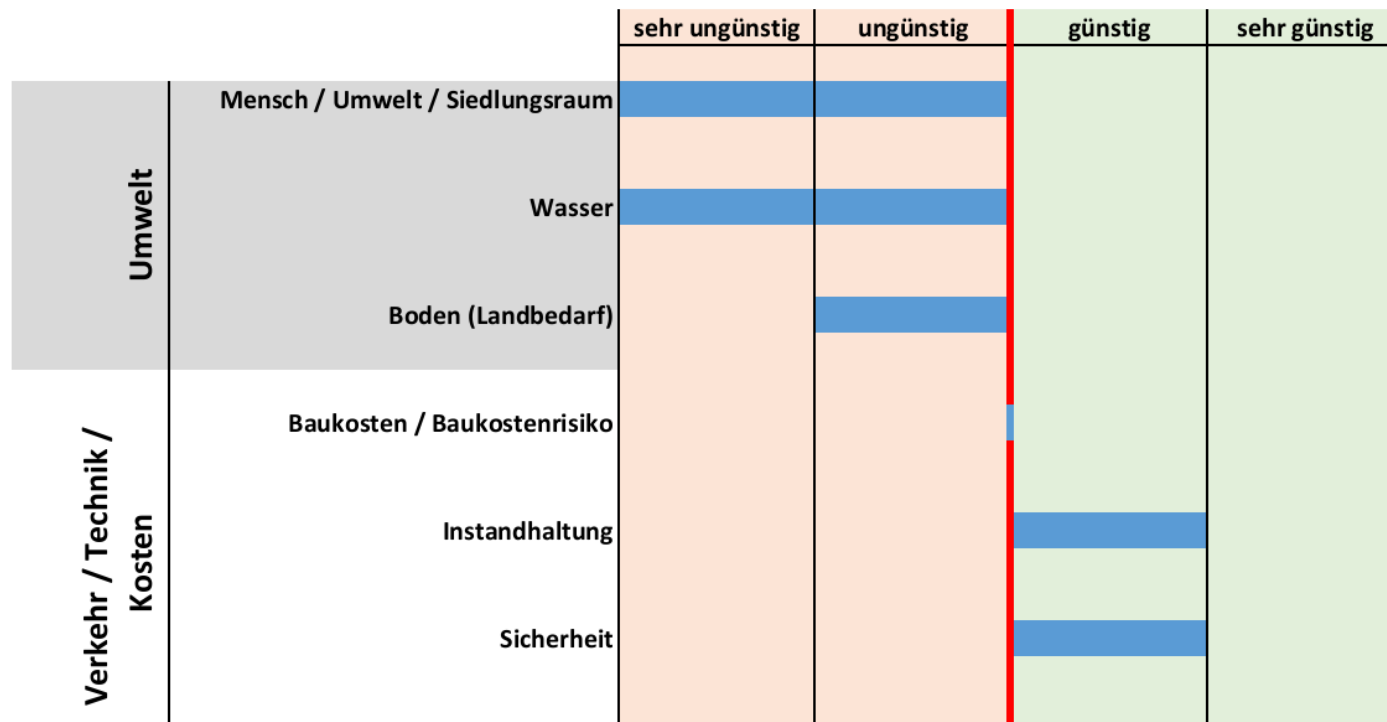 sehr ungünstig ungünstig günstig sehr günstig
Umwelt
Mensch / Umwelt / Siedlungsraum
Wasser
Boden (Landbedarf)
Verkehr / Technik /
Kosten
Baukosten / Baukostenrisiko
Instandhaltung
Sicherheit